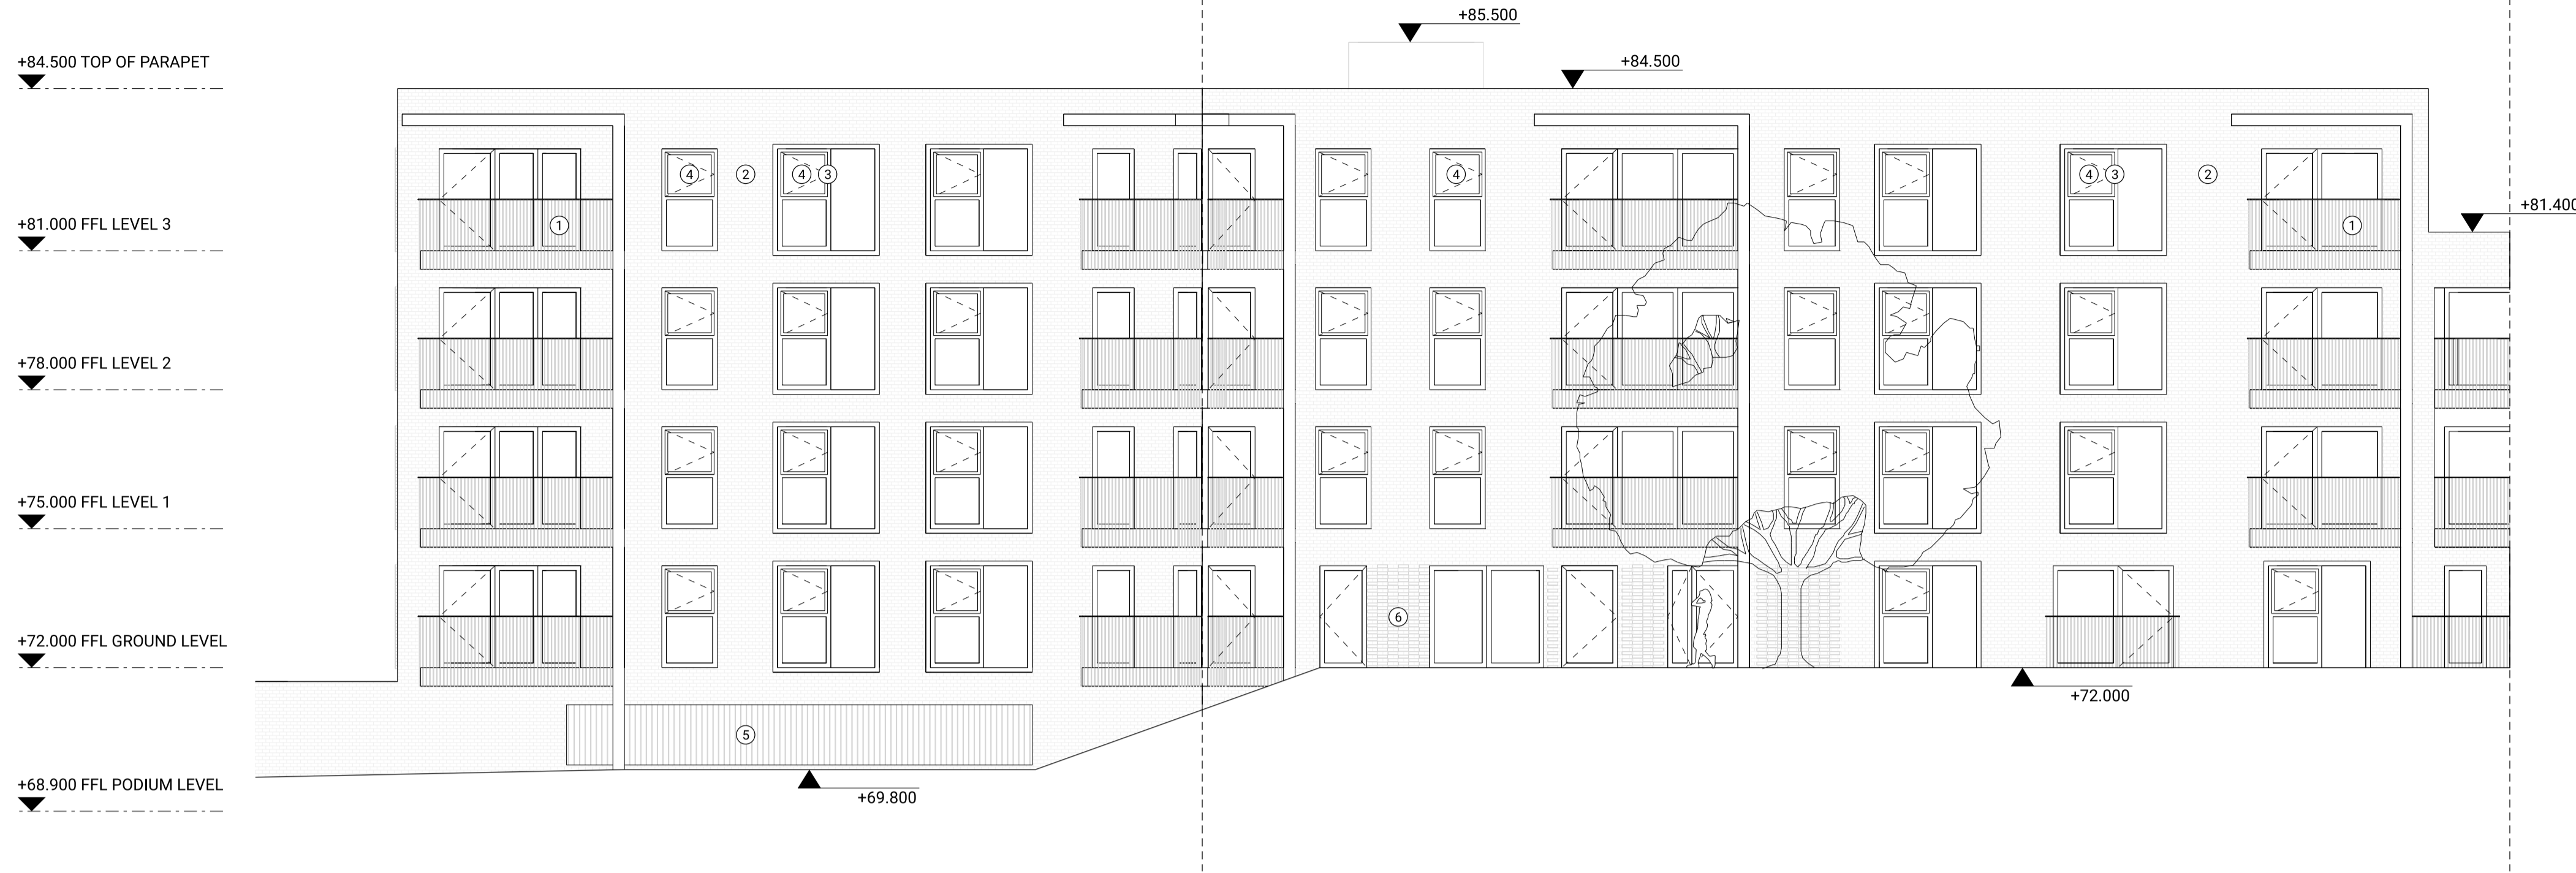 +85.500
+84.500 TOP OF PARAPET
+84.500
4
2
4
3
4
4
3
2
+81.400
+81.000 FFL LEVEL 3
1
1
+78.000 FFL LEVEL 2
+75.000 FFL LEVEL 1
6
+72.000 FFL GROUND LEVEL
+72.000
5
+68.900 FFL PODIUM LEVEL
+69.800